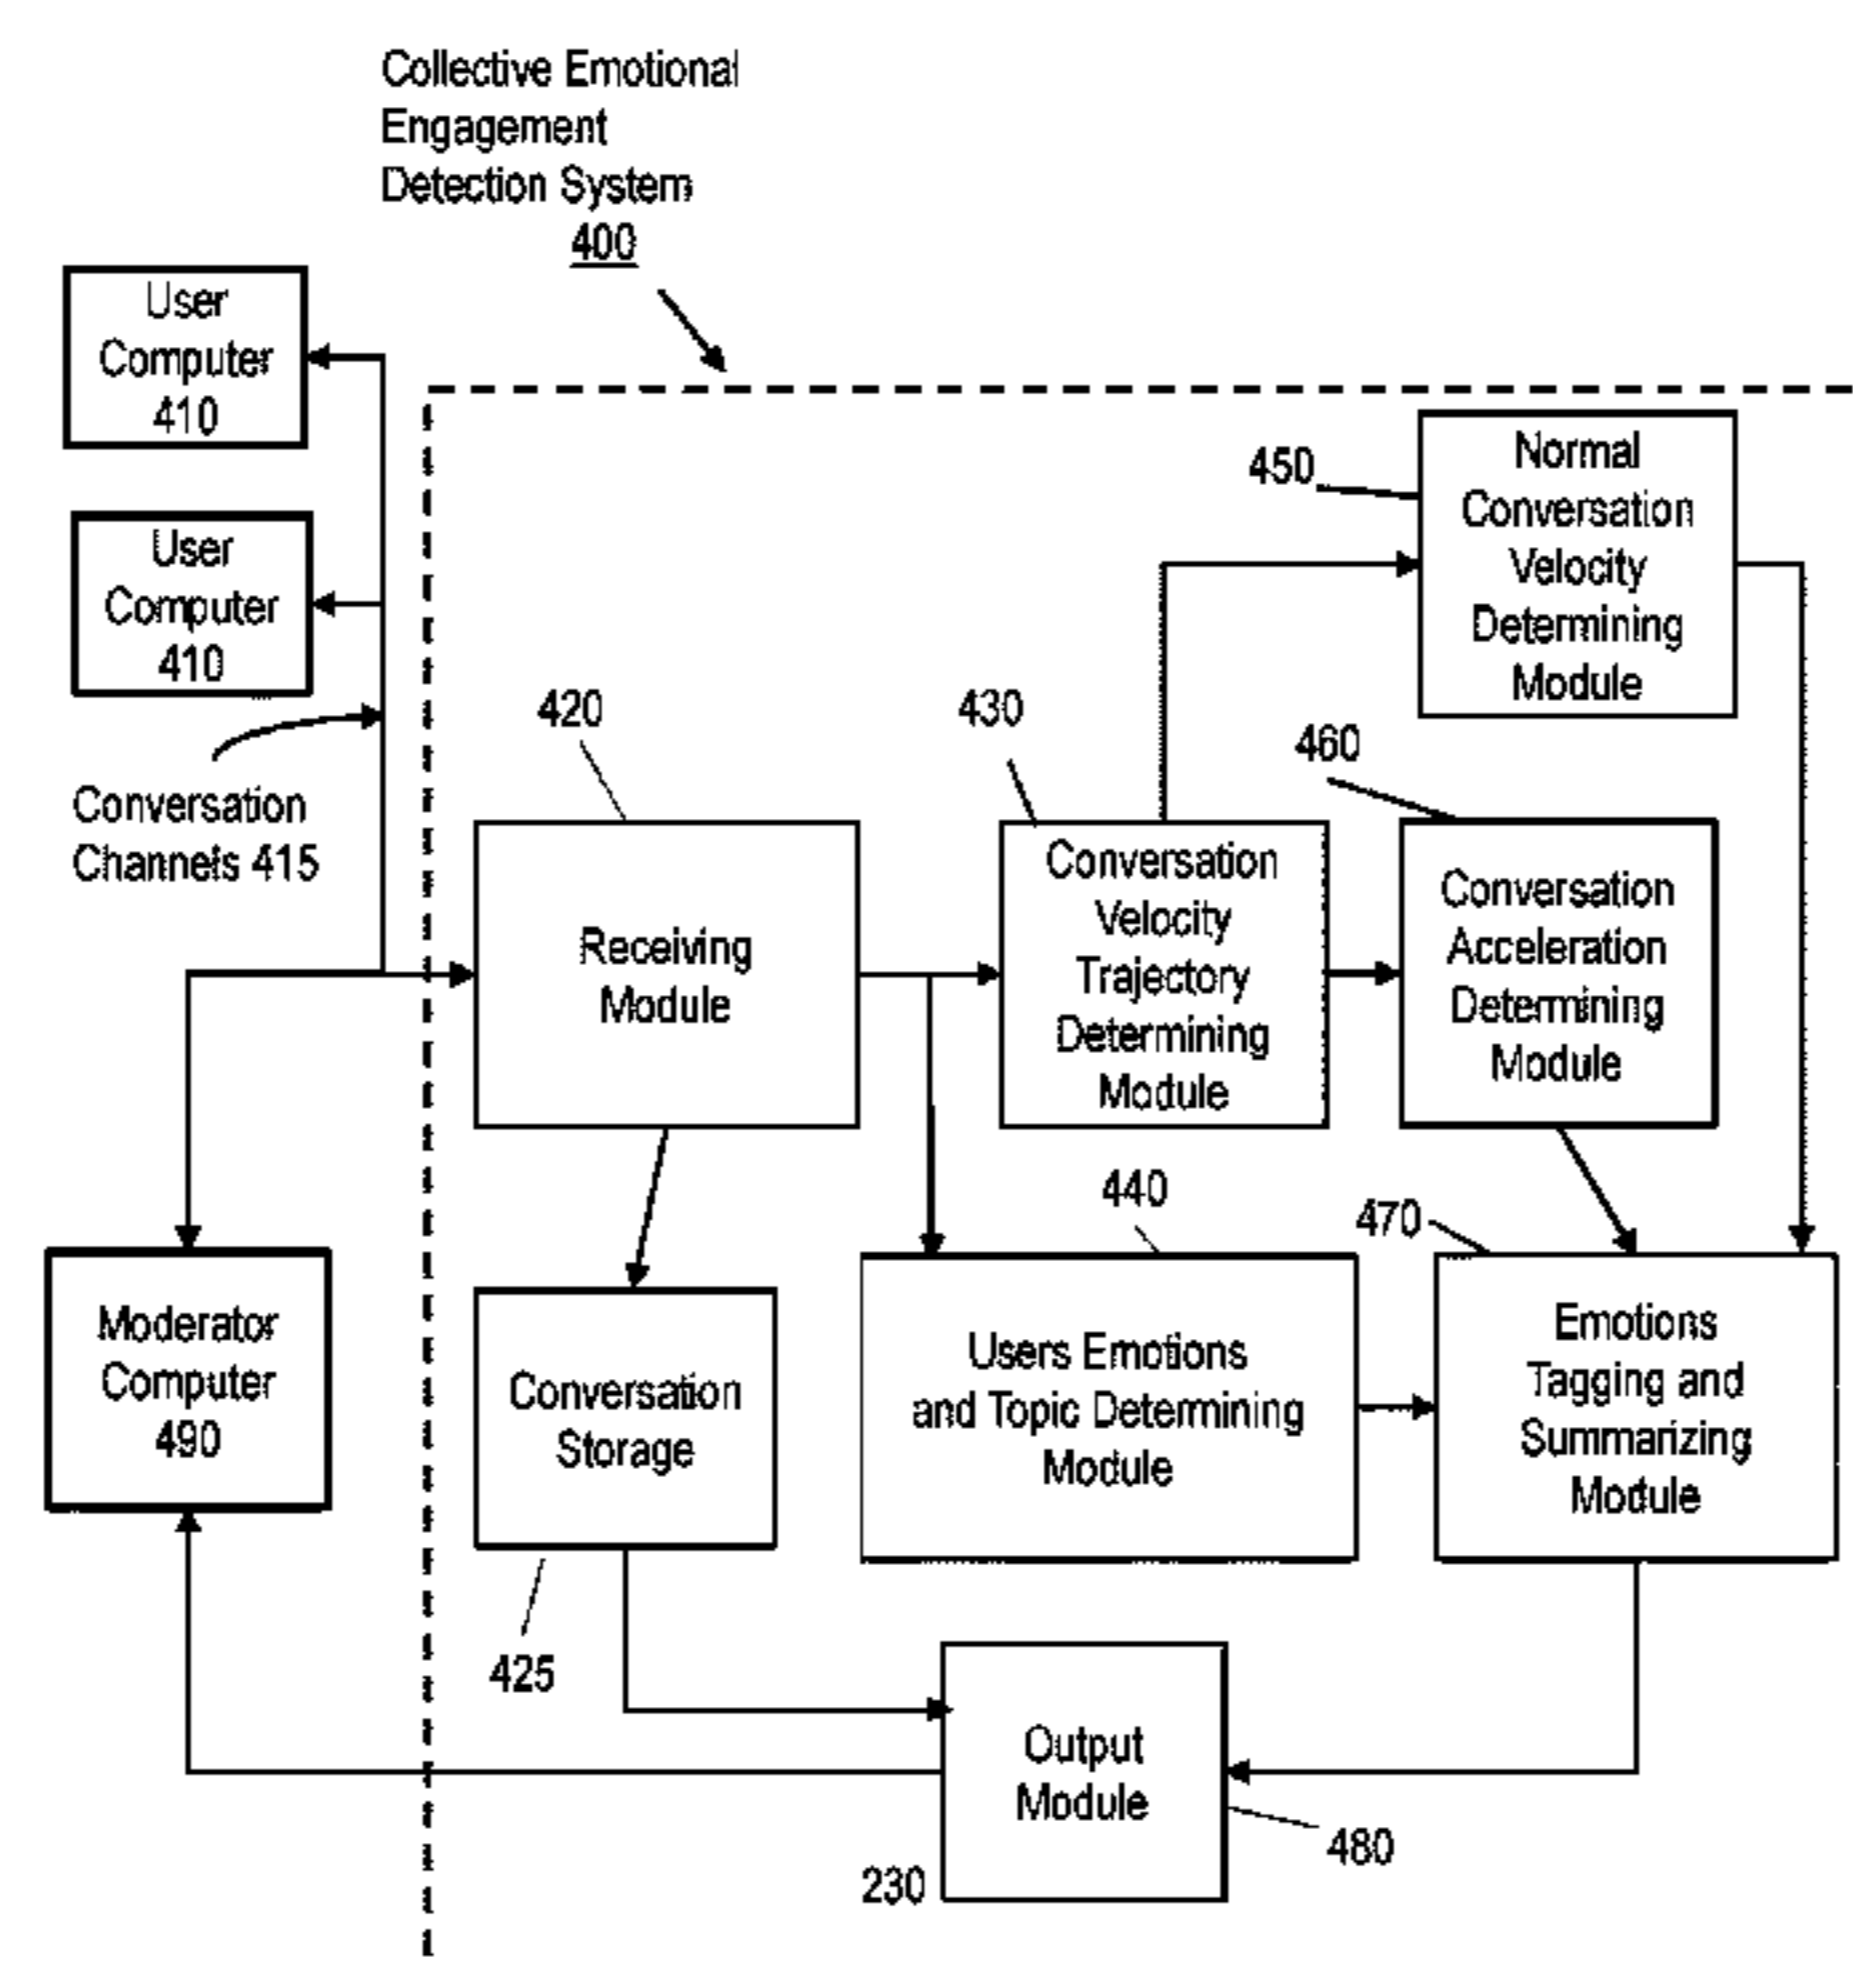 Collective Emotional
Engagement
Detection System
400
User
Computer
410
User
Computer
410
Conversation
Channels 415
450
Normal
Conversation
Velocity
Determining
Module
420
430
460
Receiving
Module
Conversation
Velocity
Trajectory
Determining
Module
Conversation
Acceleration
Determining
Module
440
470
Moderator
Computer
490
Conversation
Storage
Users Emotions
and Topic Determining
Module
Emotions
Tagging and
Summarizing
Module
425
Output
Module
480
230